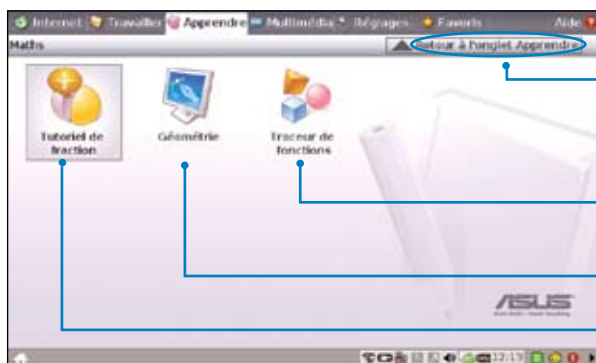 Internet Travailler Apprendre Multimédia Réglages Favoris Aide
Maths Retour à l'onglet Apprendre
Tutoriel de fraction
Géométrie
Traceur de fonctions
ASUS